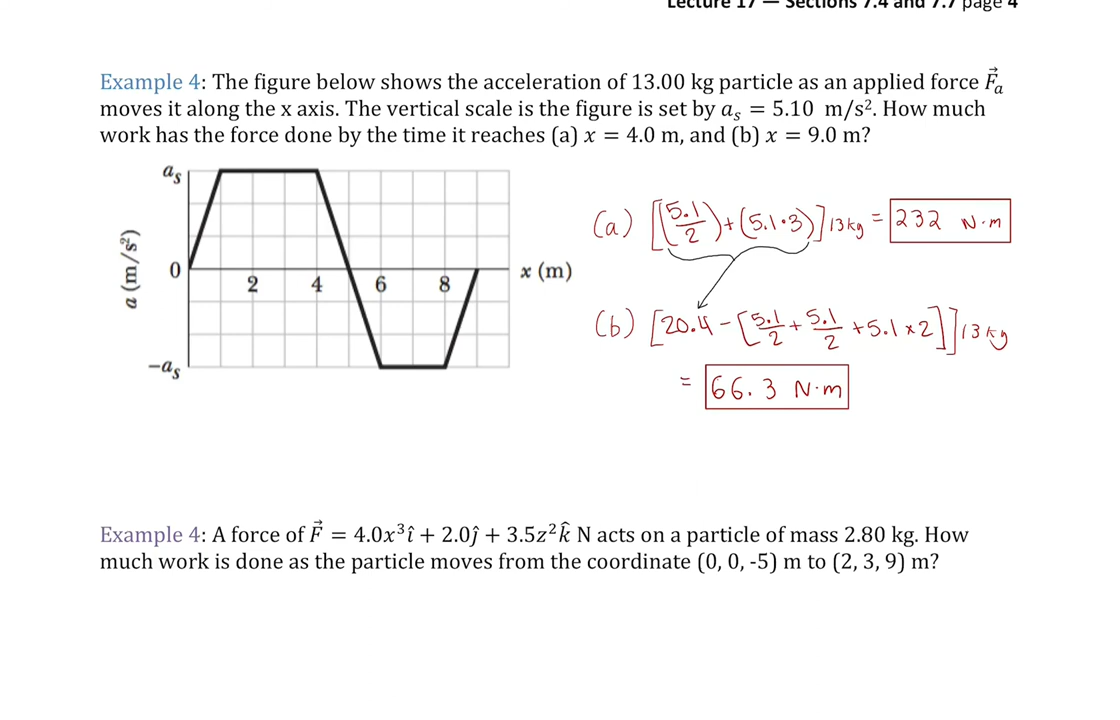 Lecture 17 — Sections 7.4 and 7.7 page 4
Example 4: The figure below shows the acceleration of 13.00 kg particle as an applied force F⃗ₐ
moves it along the x axis. The vertical scale is the figure is set by aₛ = 5.10 m/s². How much
work has the force done by the time it reaches (a) x = 4.0 m, and (b) x = 9.0 m?
aₛ
a (m/s²)
0
2 4 6 8 x (m)
−aₛ
(a) [(5.1/2)+(5.1·3)]13kg = 232 N·m
(b) [20.4-[5.1/2+5.1/2+5.1×2]]13kg
= 66.3 N·m
Example 4: A force of F⃗ = 4.0x³î + 2.0ĵ + 3.5z²k̂ N acts on a particle of mass 2.80 kg. How
much work is done as the particle moves from the coordinate (0, 0, -5) m to (2, 3, 9) m?